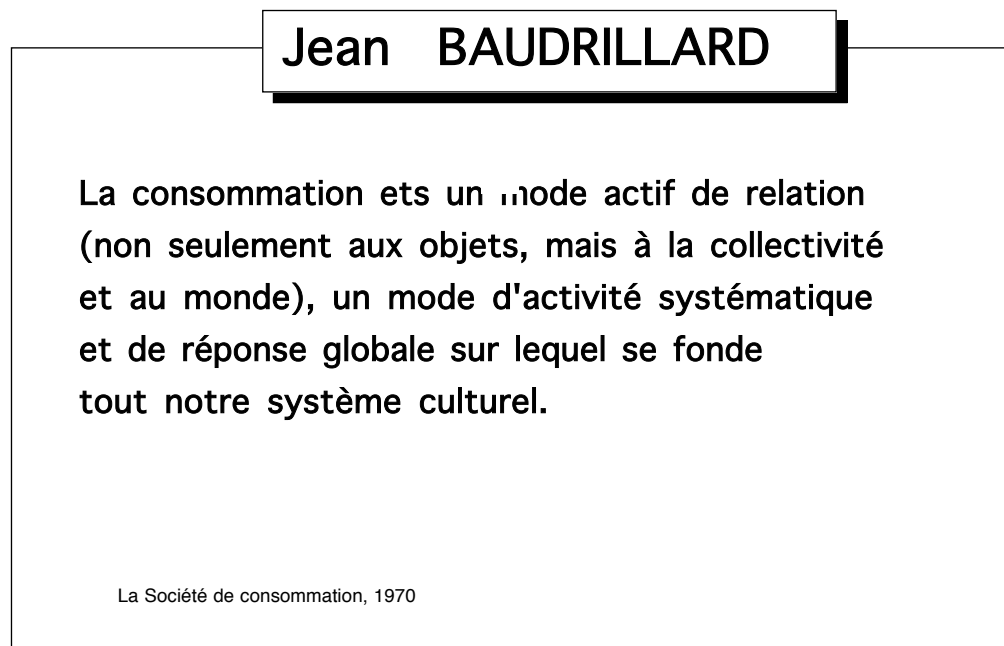 Jean BAUDRILLARD
La consommation ets un mode actif de relation
(non seulement aux objets, mais à la collectivité
et au monde), un mode d'activité systématique
et de réponse globale sur lequel se fonde
tout notre système culturel.
La Société de consommation, 1970